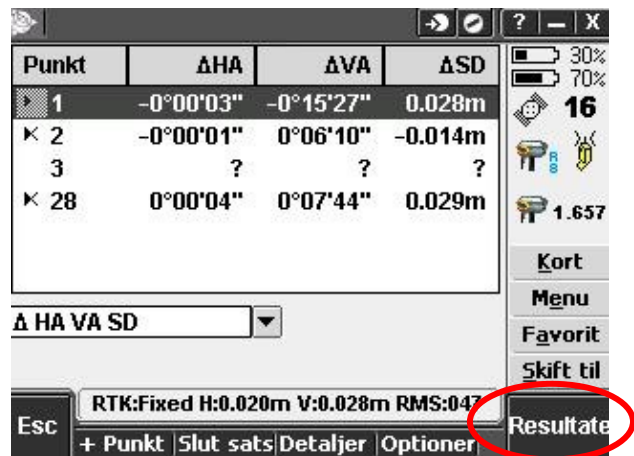 ? – X
Punkt ΔHA ΔVA ΔSD
30%
70%
1 -0°00'03" -0°15'27" 0.028m
16
2 -0°00'01" 0°06'10" -0.014m
3 ? ? ?
R
8
28 0°00'04" 0°07'44" 0.029m
1.657
Kort
Menu
Δ HA VA SD
Favorit
Skift til
RTK:Fixed H:0.020m V:0.028m RMS:047
Esc
Resultate
+ Punkt Slut sats Detaljer Optioner